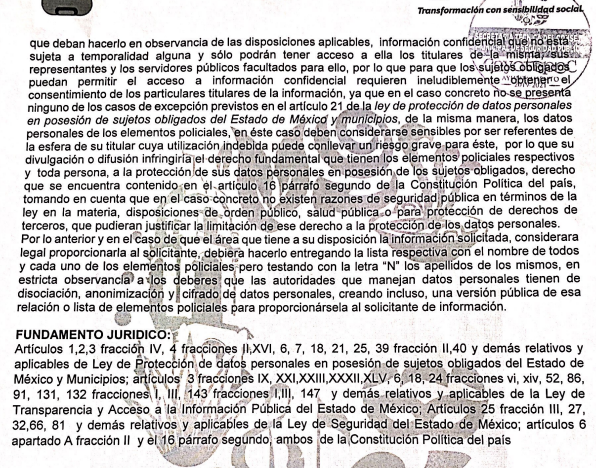 Transformación con sensibilidad social.
que deban hacerlo en observancia de las disposiciones aplicables, información confidencial que no está
sujeta a temporalidad alguna y sólo podrán tener acceso a ella los titulares de la misma, sus
representantes y los servidores públicos facultados para ello, por lo que para que los sujetos obligados
puedan permitir el acceso a información confidencial requieren ineludiblemente obtener el
consentimiento de los particulares titulares de la información, ya que en el caso concreto no se presenta
ninguno de los casos de excepción previstos en el artículo 21 de la ley de protección de datos personales
en posesión de sujetos obligados del Estado de México y municipios, de la misma manera, los datos
personales de los elementos policiales, en éste caso deben considerarse sensibles por ser referentes de
la esfera de su titular cuya utilización indebida puede conllevar un riesgo grave para éste, por lo que su
divulgación o difusión infringiría el derecho fundamental que tienen los elementos policiales respectivos
y toda persona, a la protección de sus datos personales en posesión de los sujetos obligados, derecho
que se encuentra contenido en el artículo 16 párrafo segundo de la Constitución Política del país,
tomando en cuenta que en el caso concreto no existen razones de seguridad pública en términos de la
ley en la materia, disposiciones de orden público, salud pública o para protección de derechos de
terceros, que pudieran justificar la limitación de ese derecho a la protección de los datos personales.
Por lo anterior y en el caso de que el área que tiene a su disposición la información solicitada, considerara
legal proporcionarla al solicitante, debiera hacerlo entregando la lista respectiva con el nombre de todos
y cada uno de los elementos policiales pero testando con la letra "N" los apellidos de los mismos, en
estricta observancia a los deberes que las autoridades que manejan datos personales tienen de
disociación, anonimización y cifrado de datos personales, creando incluso, una versión pública de esa
relación o lista de elementos policiales para proporcionársela al solicitante de información.
FUNDAMENTO JURIDICO:
Artículos 1,2,3 fracción IV, 4 fracciones II,XVI, 6, 7, 18, 21, 25, 39 fracción II,40 y demás relativos y
aplicables de Ley de Protección de datos personales en posesión de sujetos obligados del Estado de
México y Municipios; artículos 3 fracciones IX, XXI,XXIII,XXXII,XLV, 6, 18, 24 fracciones vi, xiv, 52, 86,
91, 131, 132 fracciones I, III, 143 fracciones I,III, 147 y demás relativos y aplicables de la Ley de
Transparencia y Acceso a la Información Pública del Estado de México; Artículos 25 fracción III, 27,
32,66, 81 y demás relativos y aplicables de la Ley de Seguridad del Estado de México; artículos 6
apartado A fracción II y el 16 párrafo segundo, ambos de la Constitución Política del país